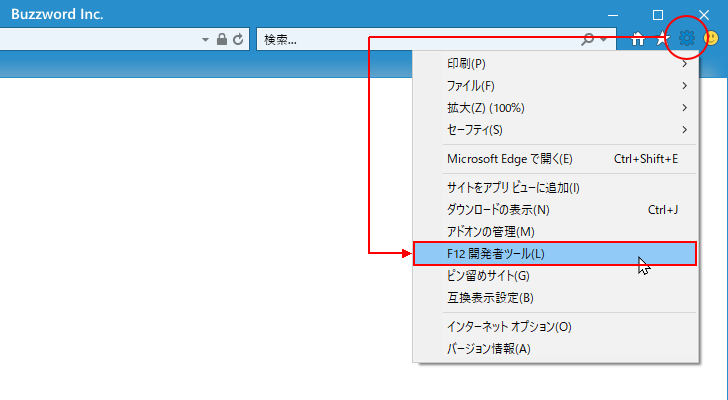 Buzzword Inc.
検索...
印刷(P)
ファイル(F)
拡大(Z) (100%)
セーフティ(S)
Microsoft Edge で開く(E) Ctrl+Shift+E
サイトをアプリ ビューに追加(I)
ダウンロードの表示(N) Ctrl+J
アドオンの管理(M)
F12 開発者ツール(L)
ピン留めサイト(G)
互換表示設定(B)
インターネット オプション(O)
バージョン情報(A)